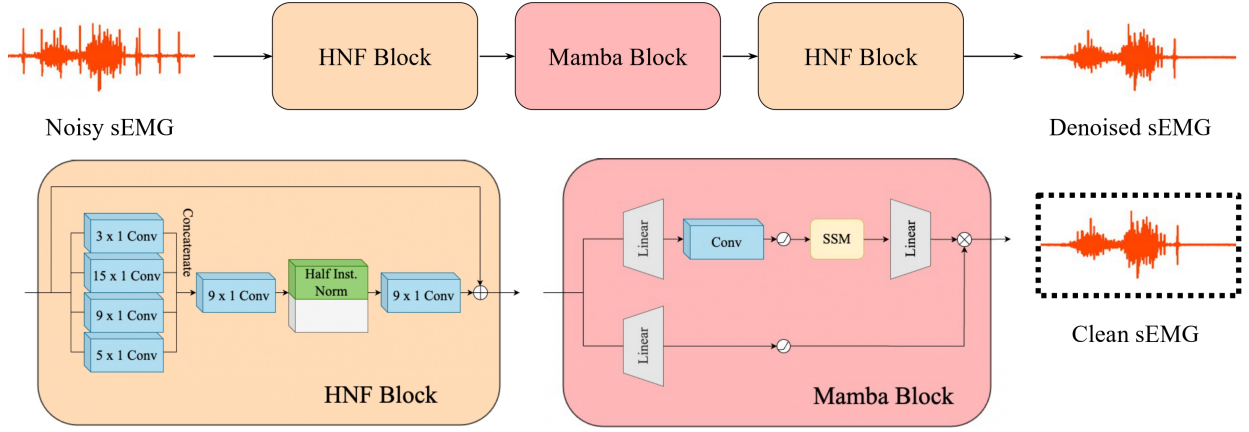 HNF Block
Mamba Block
HNF Block
Noisy sEMG
Denoised sEMG
3 x 1 Conv
15 x 1 Conv
9 x 1 Conv
5 x 1 Conv
Concatenate
9 x 1 Conv
Half Inst.
Norm
9 x 1 Conv
HNF Block
Linear
Conv
SSM
Linear
Linear
Mamba Block
Clean sEMG